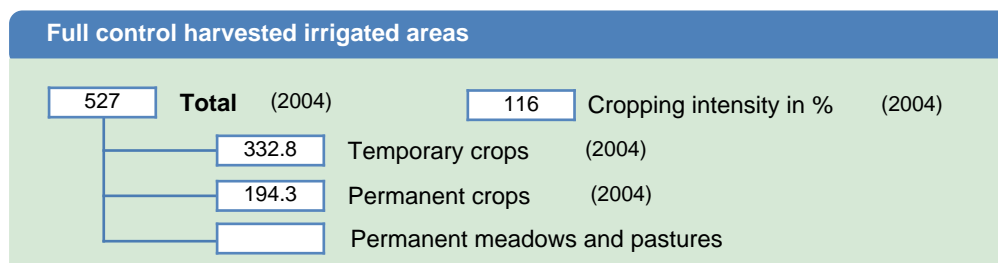 Full control harvested irrigated areas
527 Total (2004) 116 Cropping intensity in % (2004)
332.8 Temporary crops (2004)
194.3 Permanent crops (2004)
Permanent meadows and pastures